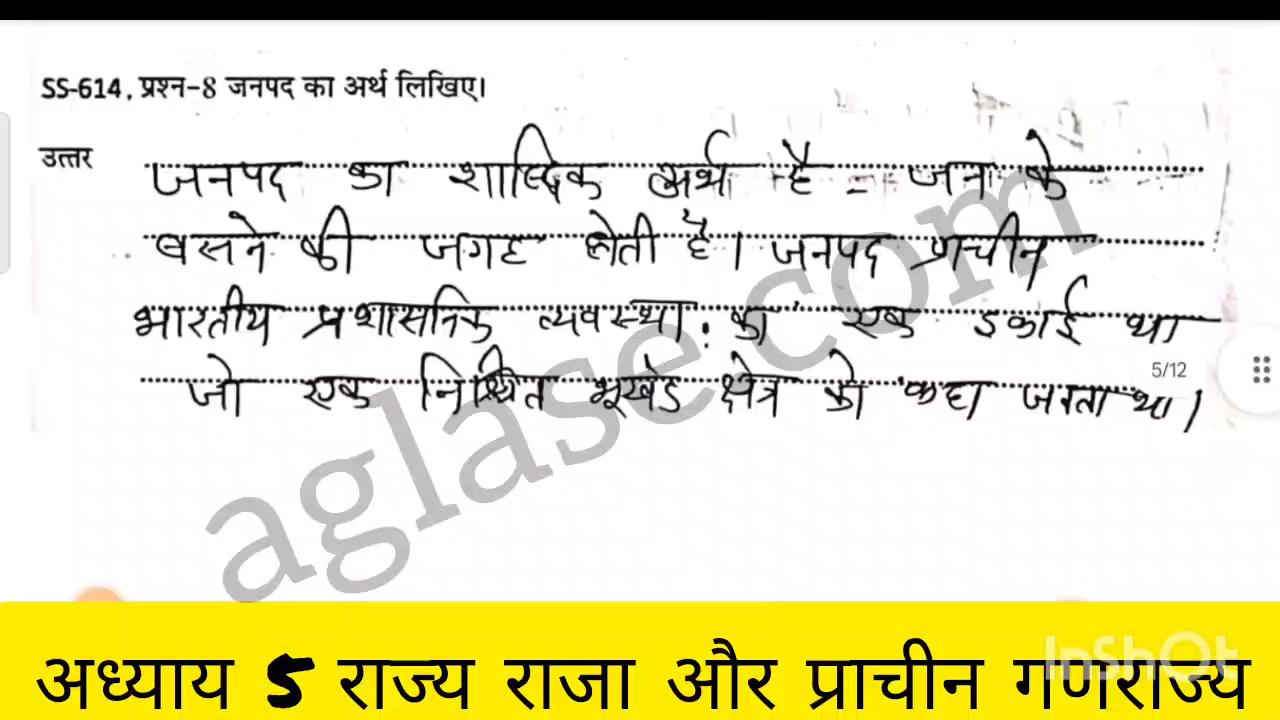 SS-614, प्रश्न-8 जनपद का अर्थ लिखिए।
उत्तर
जनपद का शाब्दिक अर्थ है - जन के
बसने की जगह होती है। जनपद प्राचीन
भारतीय प्रशासनिक व्यवस्था का एक इकाई था
जो एक निश्चित भूखंड क्षेत्र को कहा जाता था।
5/12
aglasem.com
अध्याय 5 राज्य राजा और प्राचीन गणराज्य
InShOt